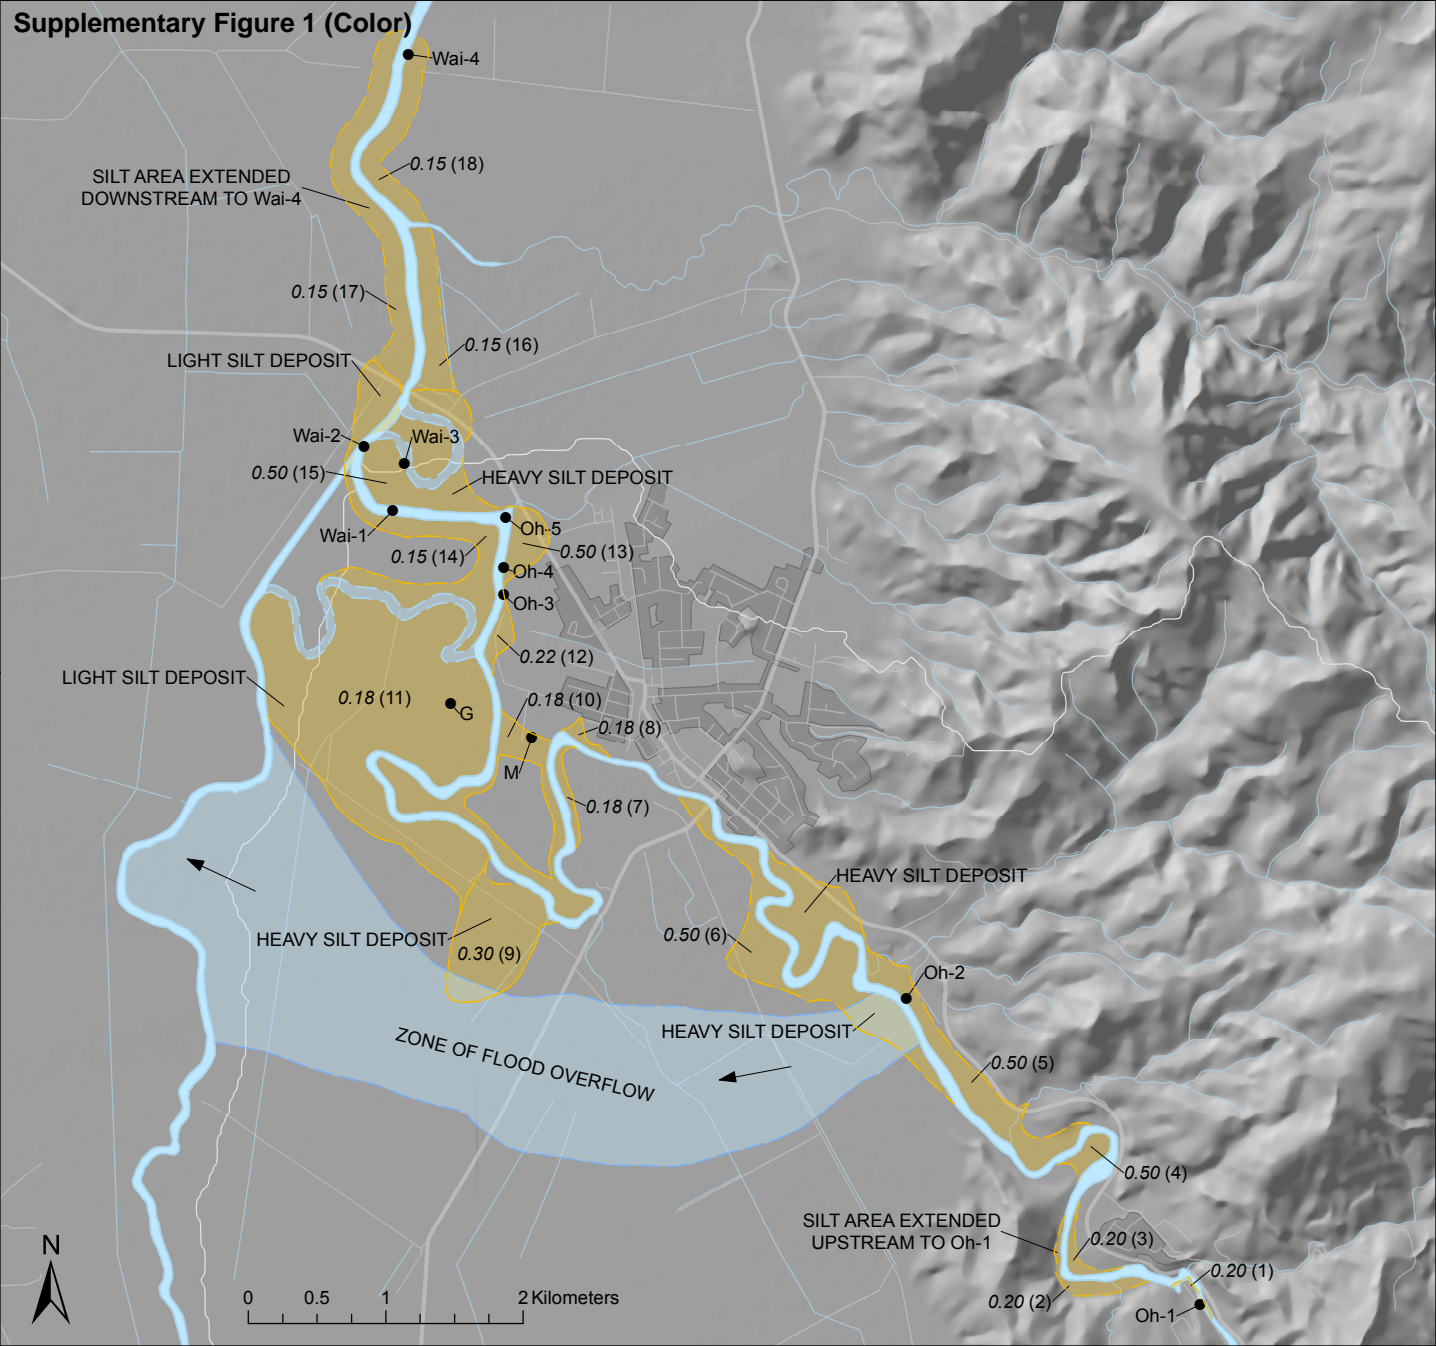 Supplementary Figure 1 (Color)
Wai-4
0.15 (18)
SILT AREA EXTENDED
DOWNSTREAM TO Wai-4
0.15 (17)
0.15 (16)
LIGHT SILT DEPOSIT
Wai-2
Wai-3
0.50 (15)
HEAVY SILT DEPOSIT
Wai-1
Oh-5
0.15 (14)
0.50 (13)
Oh-4
Oh-3
0.22 (12)
LIGHT SILT DEPOSIT
0.18 (11)
G
0.18 (10)
0.18 (8)
M
0.18 (7)
HEAVY SILT DEPOSIT
0.50 (6)
HEAVY SILT DEPOSIT
0.30 (9)
Oh-2
HEAVY SILT DEPOSIT
ZONE OF FLOOD OVERFLOW
0.50 (5)
0.50 (4)
SILT AREA EXTENDED
UPSTREAM TO Oh-1
0.20 (3)
0.20 (1)
0.20 (2)
Oh-1
N
0 0.5 1 2 Kilometers